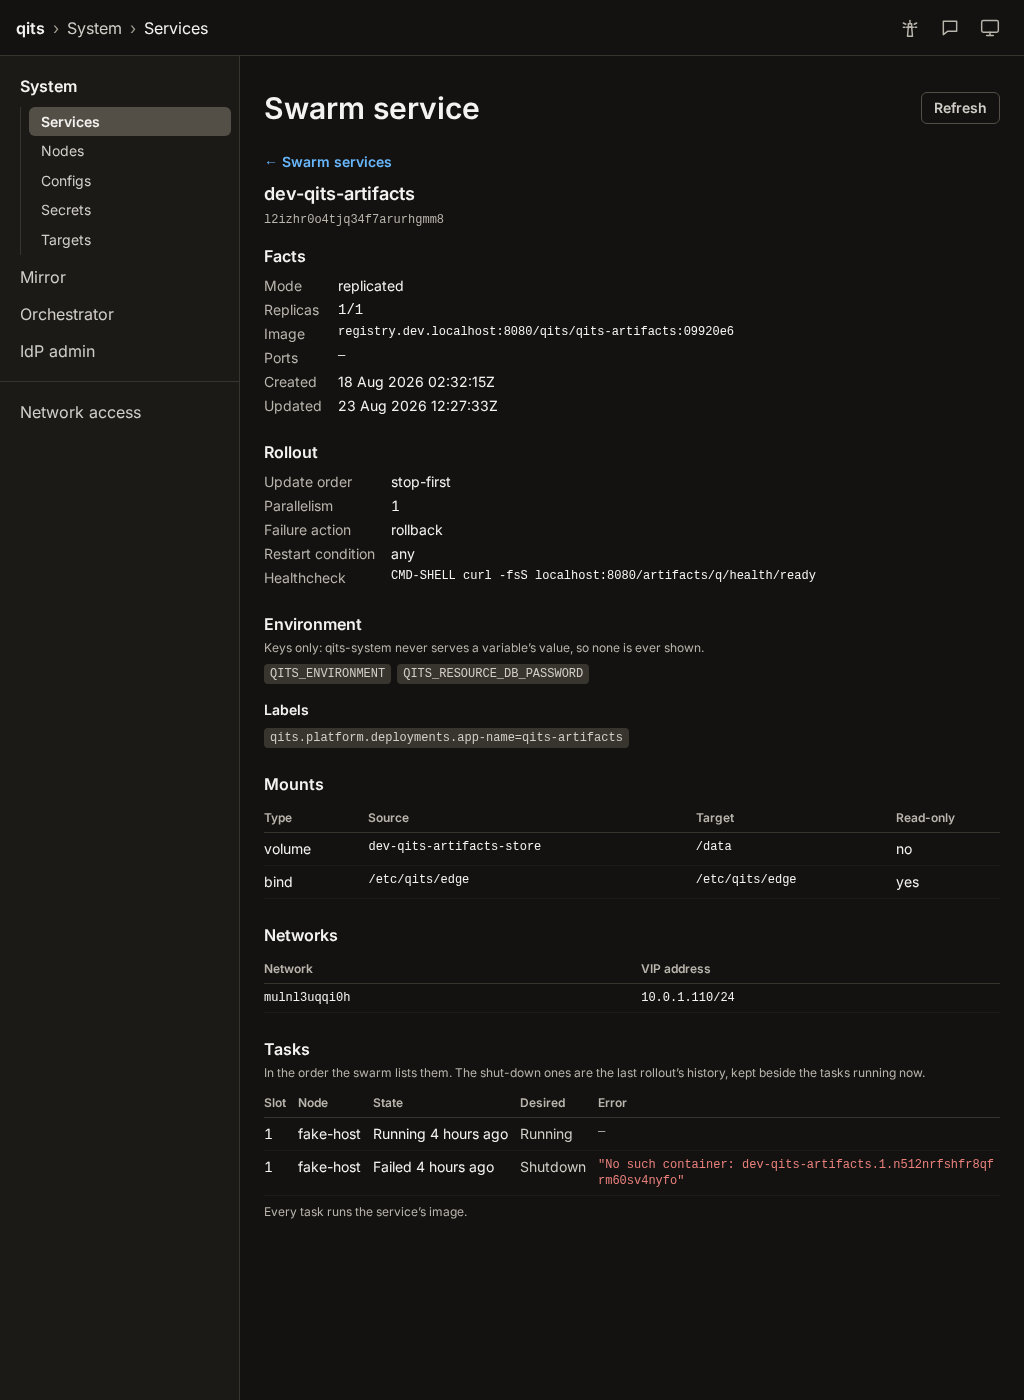 qits › System › Services
System
Services
Nodes
Configs
Secrets
Targets
Mirror
Orchestrator
IdP admin
Network access
Swarm service
Refresh
← Swarm services
dev-qits-artifacts
l2izhr0o4tjq34f7arurhgmm8
Facts
Mode replicated
Replicas 1/1
Image registry.dev.localhost:8080/qits/qits-artifacts:09920e6
Ports —
Created 18 Aug 2026 02:32:15Z
Updated 23 Aug 2026 12:27:33Z
Rollout
Update order stop-first
Parallelism 1
Failure action rollback
Restart condition any
Healthcheck CMD-SHELL curl -fsS localhost:8080/artifacts/q/health/ready
Environment
Keys only: qits-system never serves a variable’s value, so none is ever shown.
QITS_ENVIRONMENT QITS_RESOURCE_DB_PASSWORD
Labels
qits.platform.deployments.app-name=qits-artifacts
Mounts
Type Source Target Read-only
volume dev-qits-artifacts-store /data no
bind /etc/qits/edge /etc/qits/edge yes
Networks
Network VIP address
mulnl3uqqi0h 10.0.1.110/24
Tasks
In the order the swarm lists them. The shut-down ones are the last rollout’s history, kept beside the tasks running now.
Slot Node State Desired Error
1 fake-host Running 4 hours ago Running —
1 fake-host Failed 4 hours ago Shutdown "No such container: dev-qits-artifacts.1.n512nrfshfr8qf
rm60sv4nyfo"
Every task runs the service’s image.